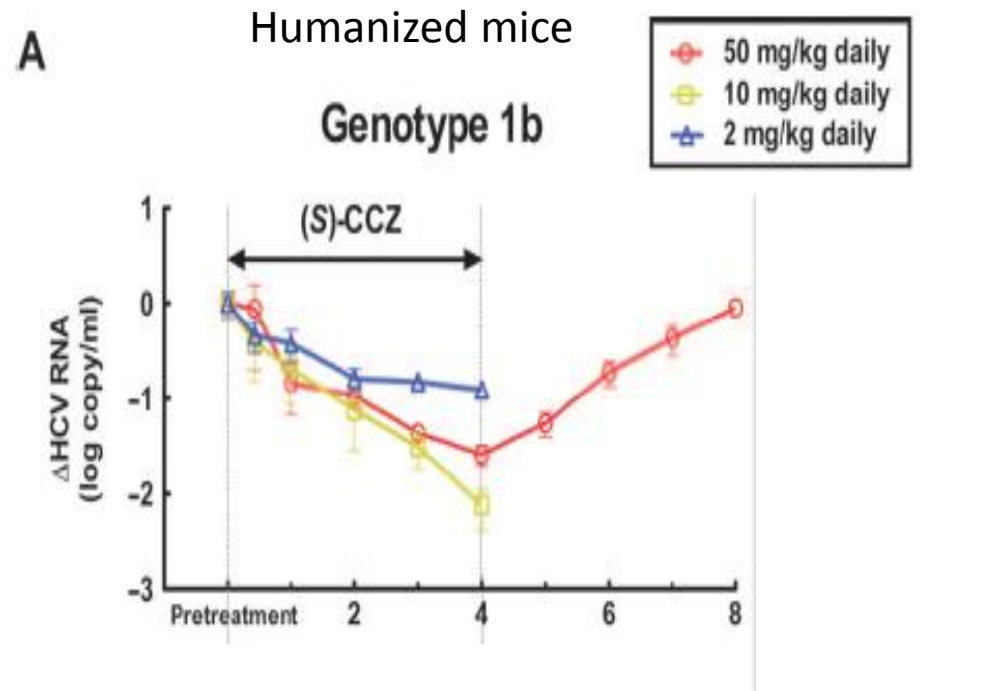 Humanized mice
A
50 mg/kg daily
10 mg/kg daily
2 mg/kg daily
Genotype 1b
(S)-CCZ
1
0
−1
−2
−3
ΔHCV RNA
(log copy/ml)
Pretreatment 2 4 6 8